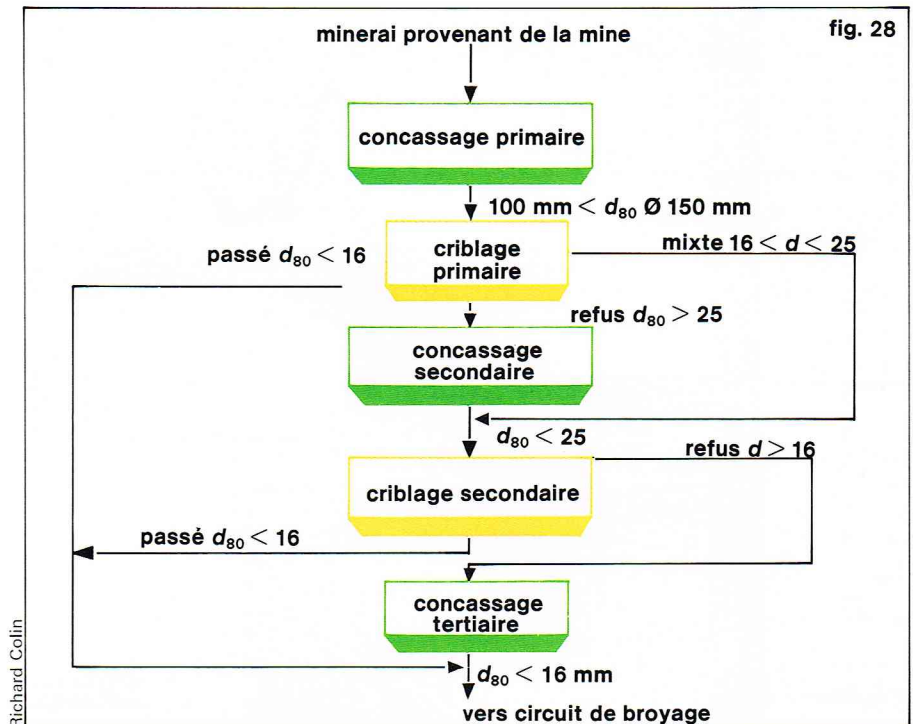 fig. 28
minerai provenant de la mine
concassage primaire
100 mm < d80 Ø 150 mm
mixte 16 < d < 25
passé d80 < 16
criblage
primaire
refus d80 > 25
concassage
secondaire
d80 < 25
refus d > 16
criblage secondaire
passé d80 < 16
concassage
tertiaire
d80 < 16 mm
vers circuit de broyage
Richard Colin